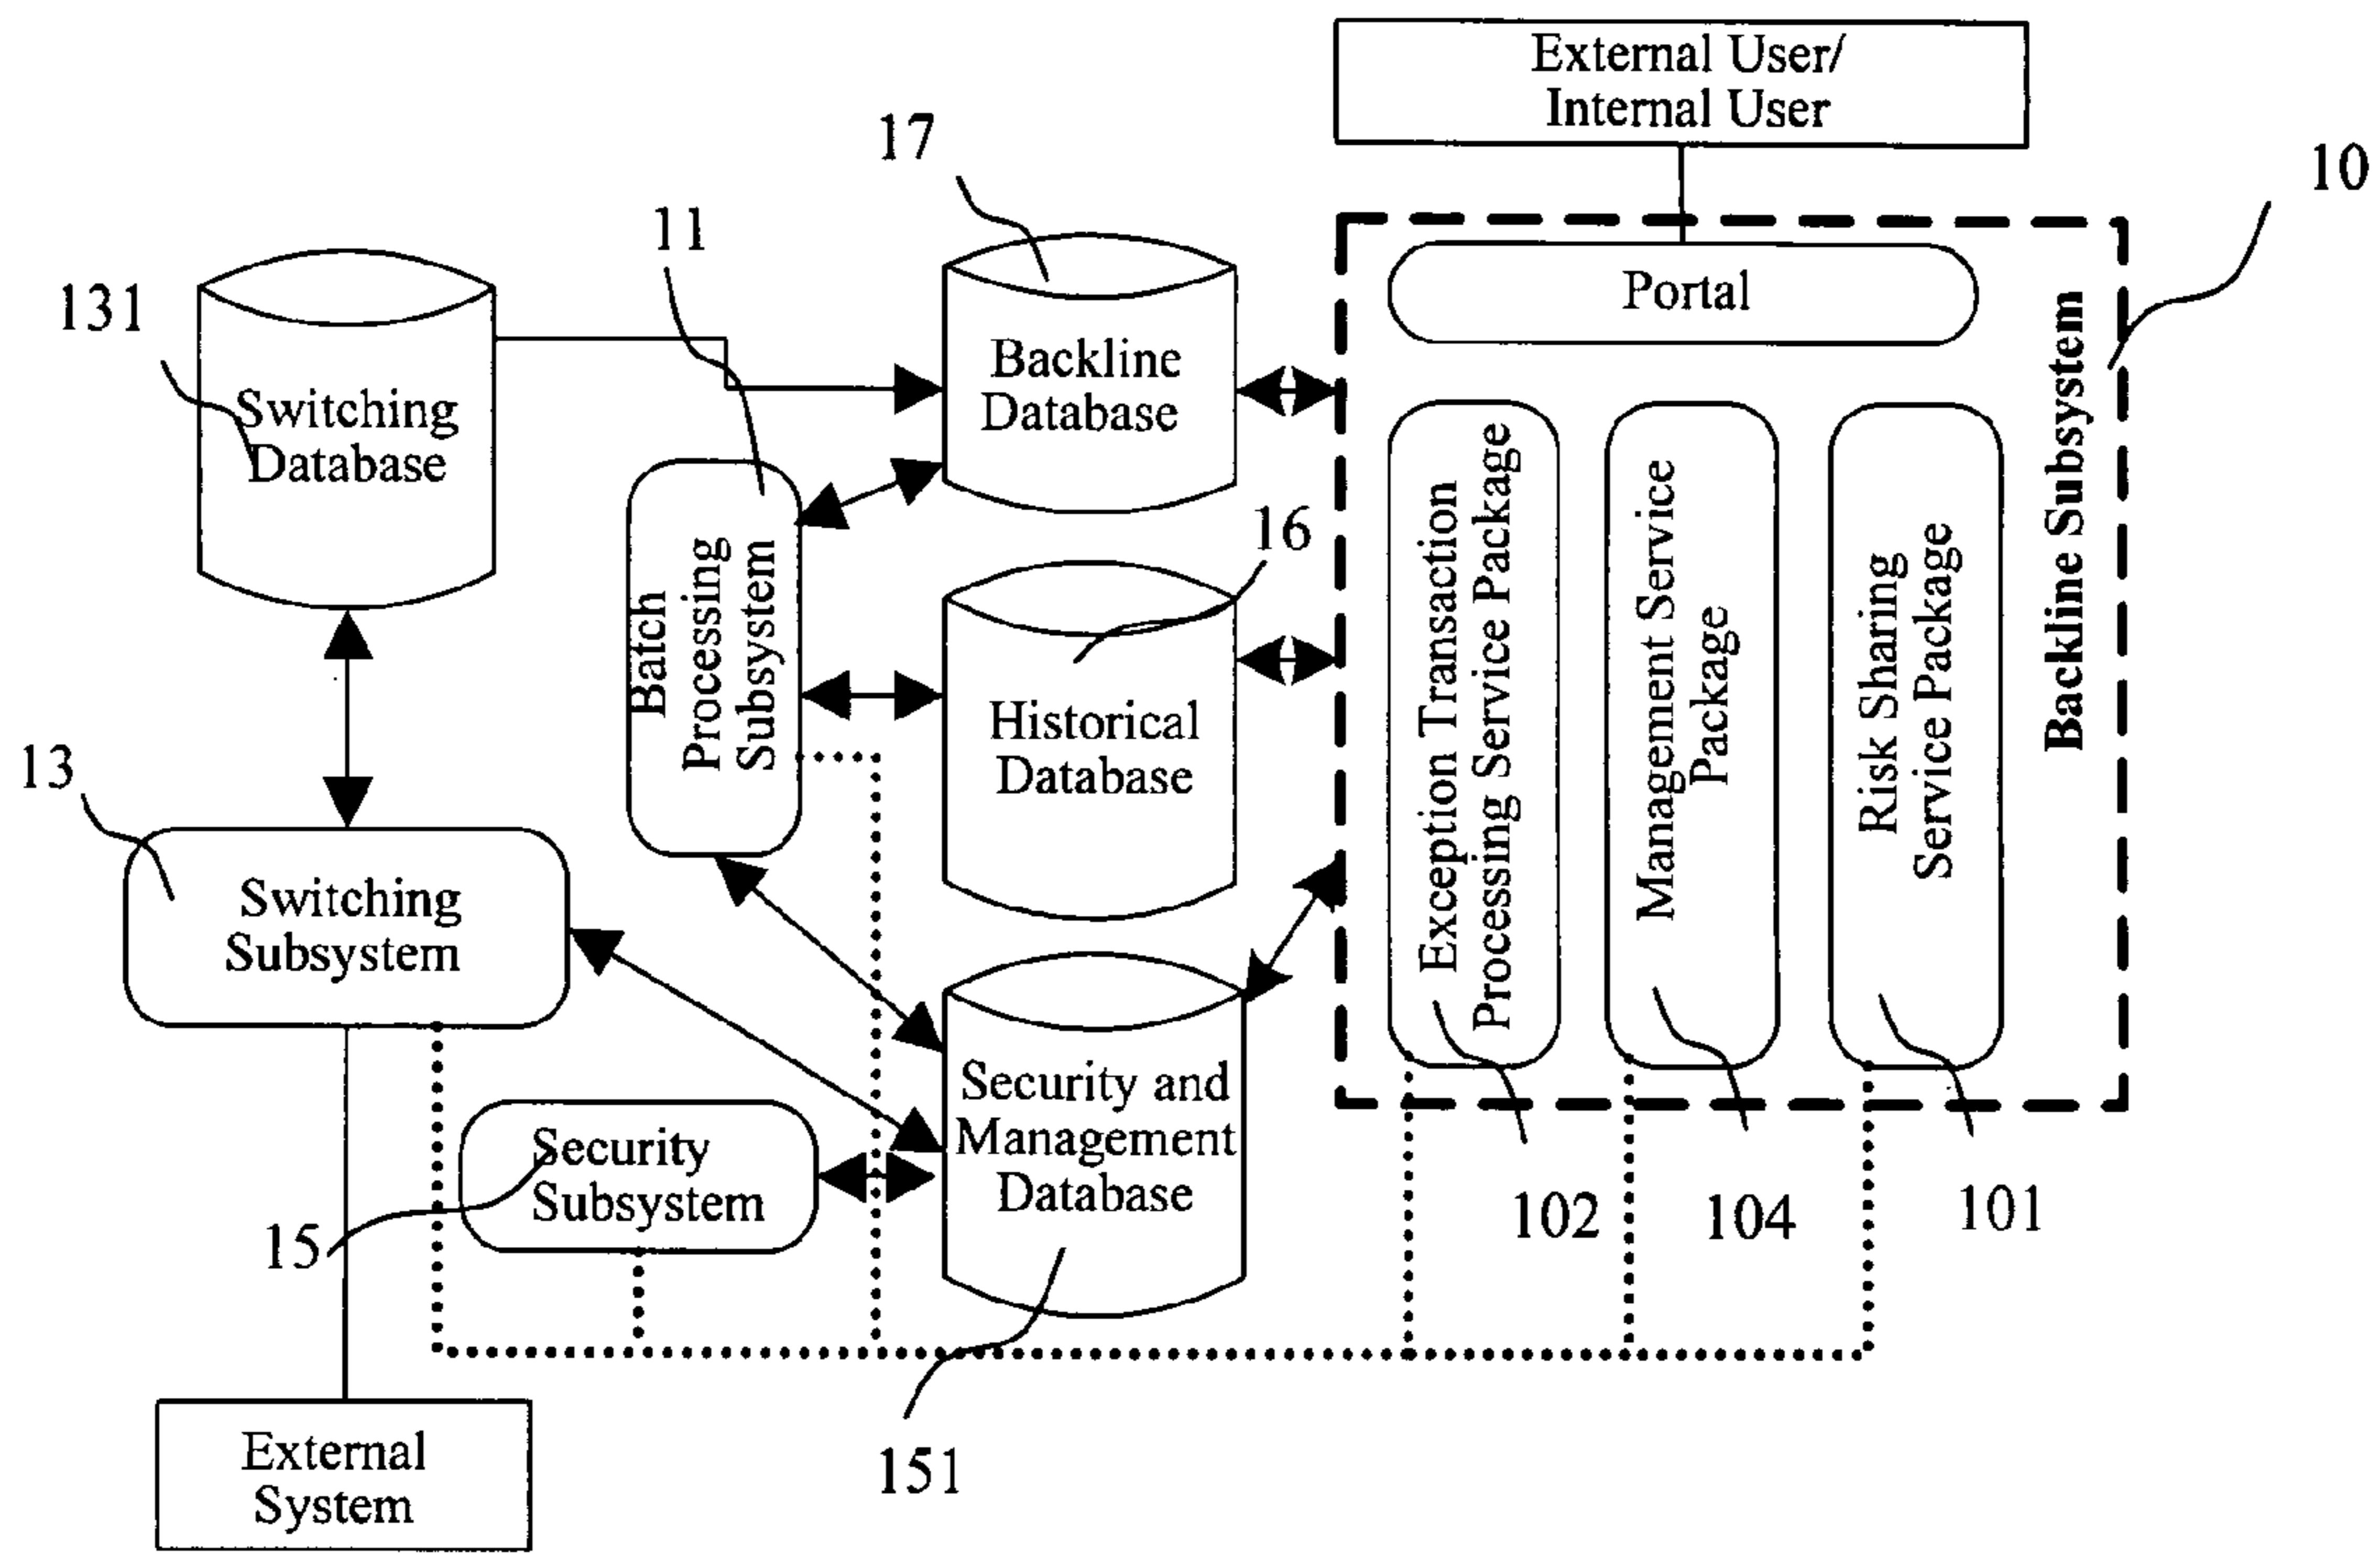 External User/
Internal User
10
17
11
131
Portal
Backline Subsystem
Backline
Database
Switching
Database
16
Batch
Processing
Subsystem
Exception Transaction
Processing Service Package
Management Service
Package
Risk Sharing
Service Package
Historical
Database
13
Switching
Subsystem
Security and
Management
Database
Security
Subsystem
15
102
104
101
151
External
System